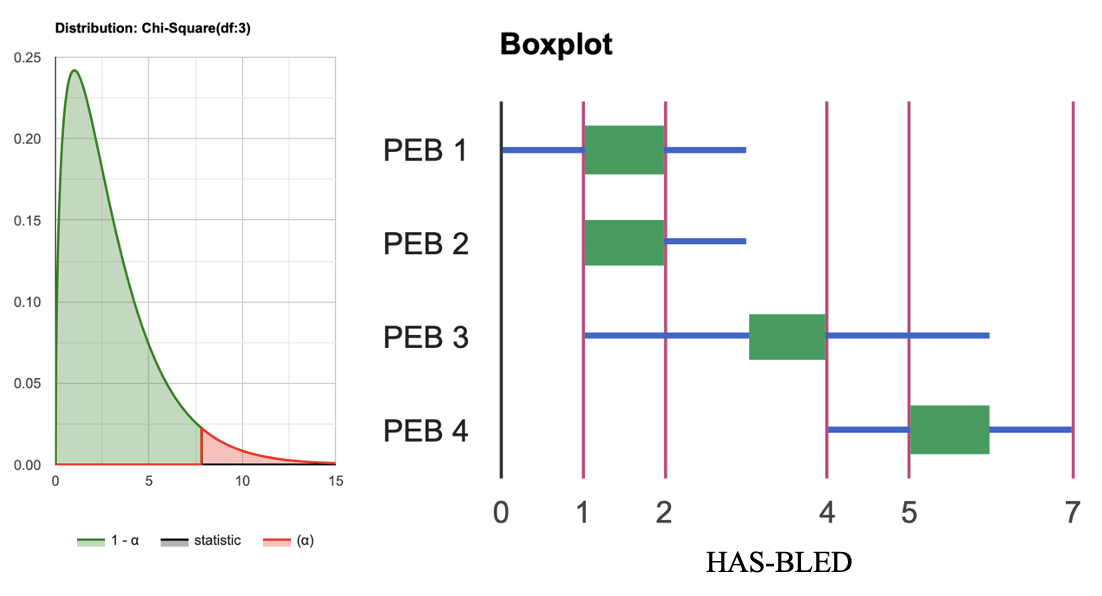 Distribution: Chi-Square(df:3)
0.25
0.20
0.15
0.10
0.05
0.00
0 5 10 15
1 - α statistic (α)
Boxplot
PEB 1
PEB 2
PEB 3
PEB 4
0 1 2 4 5 7
HAS-BLED